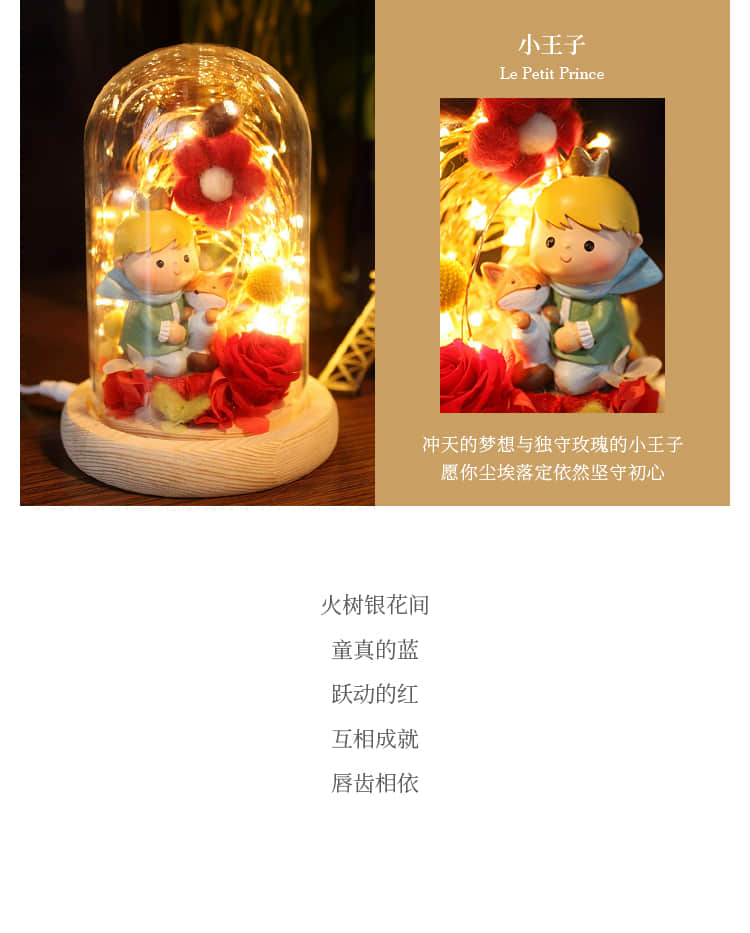 小王子
Le Petit Prince
冲天的梦想与独守玫瑰的小王子
愿你尘埃落定依然坚守初心
火树银花间
童真的蓝
跃动的红
互相成就
唇齿相依